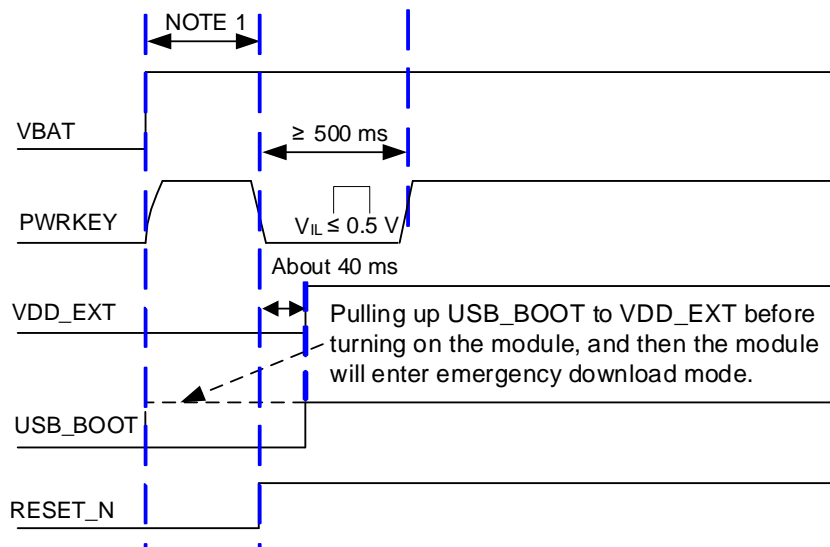 NOTE 1
VBAT
≥ 500 ms
PWRKEY
VIL ≤ 0.5 V
About 40 ms
VDD_EXT
Pulling up USB_BOOT to VDD_EXT before
turning on the module, and then the module
will enter emergency download mode.
USB_BOOT
RESET_N